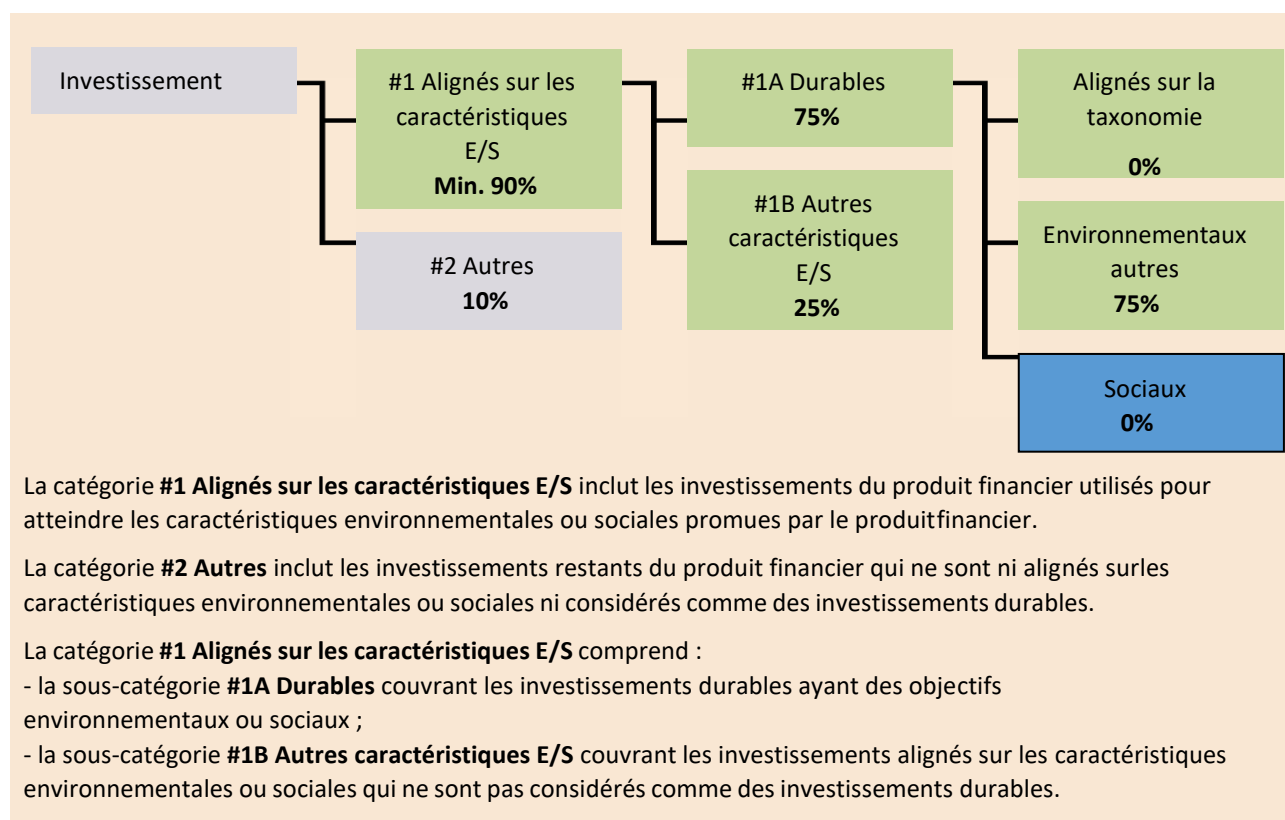 Investissement
#1 Alignés sur les
caractéristiques
E/S
Min. 90%
#2 Autres
10%
#1A Durables
75%
#1B Autres
caractéristiques
E/S
25%
Alignés sur la
taxonomie
0%
Environnementaux
autres
75%
Sociaux
0%
La catégorie #1 Alignés sur les caractéristiques E/S inclut les investissements du produit financier utilisés pour
atteindre les caractéristiques environnementales ou sociales promues par le produitfinancier.
La catégorie #2 Autres inclut les investissements restants du produit financier qui ne sont ni alignés surles
caractéristiques environnementales ou sociales ni considérés comme des investissements durables.
La catégorie #1 Alignés sur les caractéristiques E/S comprend :
- la sous-catégorie #1A Durables couvrant les investissements durables ayant des objectifs
environnementaux ou sociaux ;
- la sous-catégorie #1B Autres caractéristiques E/S couvrant les investissements alignés sur les caractéristiques
environnementales ou sociales qui ne sont pas considérés comme des investissements durables.